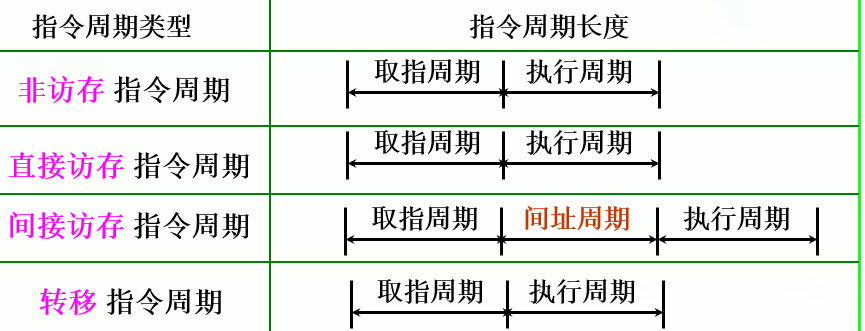 指令周期类型 指令周期长度
非访存 指令周期 取指周期 执行周期
直接访存 指令周期 取指周期 执行周期
间接访存 指令周期 取指周期 间址周期 执行周期
转移 指令周期 取指周期 执行周期